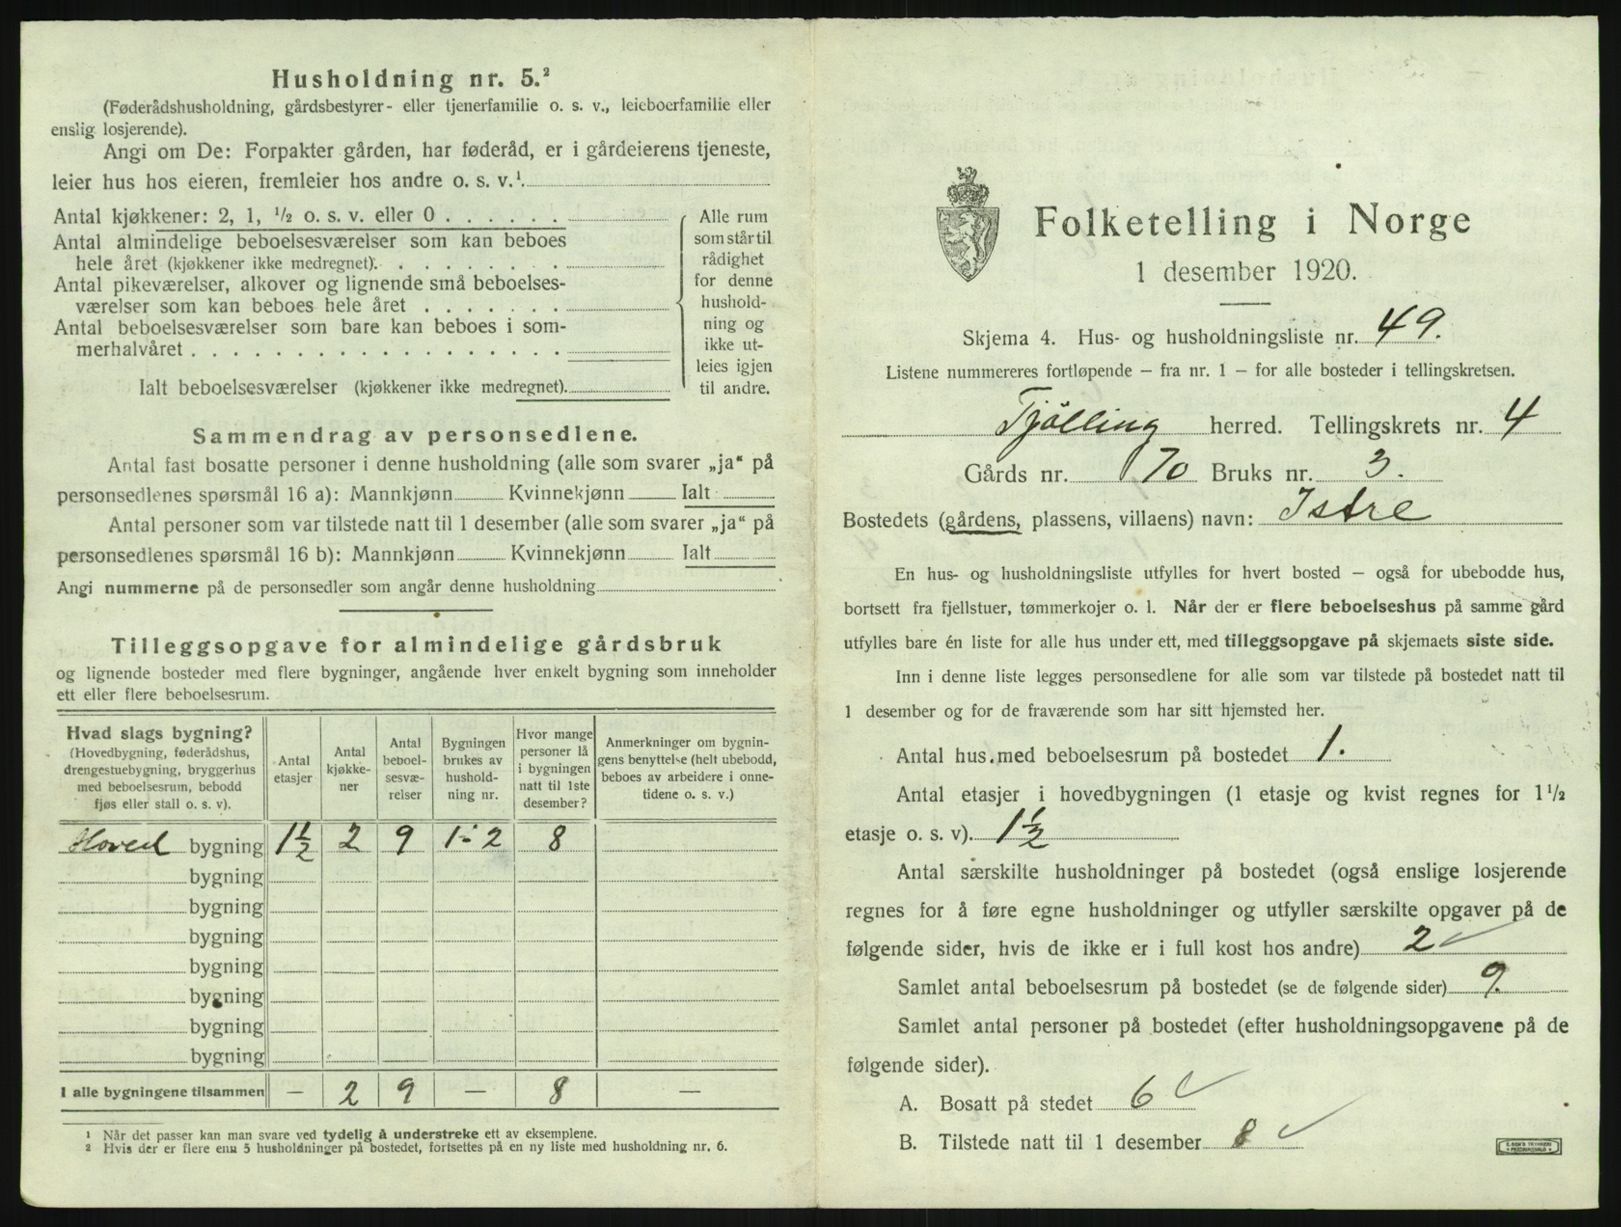 Husholdning nr. 5.²
(Føderådshusholdning, gårdsbestyrer- eller tjenerfamilie o. s. v., leieboerfamilie eller
enslig losjerende).
Angi om De: Forpakter gården, har føderåd, er i gårdeierens tjeneste,
leier hus hos eieren, fremleier hos andre o. s. v.¹.
Antal kjøkkener: 2, 1, ½ o. s. v. eller 0 . . . . . .
Antal almindelige beboelsesværelser som kan beboes
hele året (kjøkkener ikke medregnet). . . . . . . . .
Antal pikeværelser, alkover og lignende små beboelses-
værelser som kan beboes hele året . . . . . . .
Antal beboelsesværelser som bare kan beboes i som-
merhalvåret . . . . . . . . . . . . . . . . . .
Ialt beboelsesværelser (kjøkkener ikke medregnet).
Alle rum
som står til
rådighet
for denne
hushold-
ning og
ikke ut-
leies igjen
til andre.
Sammendrag av personsedlene.
Antal fast bosatte personer i denne husholdning (alle som svarer „ja“ på
personsedlenes spørsmål 16 a): Mannkjønn Kvinnekjønn Ialt
Antal personer som var tilstede natt til 1 desember (alle som svarer „ja“ på
personsedlenes spørsmål 16 b): Mannkjønn Kvinnekjønn Ialt
Angi nummerne på de personsedler som angår denne husholdning
Tilleggsopgave for almindelige gårdsbruk
og lignende bosteder med flere bygninger, angående hver enkelt bygning som inneholder
ett eller flere beboelsesrum.
Hvad slags bygning?
(Hovedbygning, føderådshus,
drengestuebygning, bryggerhus
med beboelsesrum, bebodd
fjøs eller stall o. s. v).
Antal
etasjer
Antal
kjøkke-
ner
Antal
beboel-
sesvæ-
relser
Bygningen
brukes av
hushold-
ning nr.
Hvor mange
personer lå
i bygningen
natt til 1ste
desember?
Anmerkninger om bygnin-
gens benyttelse (helt ubebodd,
beboes av arbeidere i onne-
tidene o. s. v.)
Hoved bygning 1½ 2 9 1-2 8
bygning
bygning
bygning
bygning
bygning
bygning
bygning
I alle bygningene tilsammen — 2 9 — 8 —
¹ Når det passer kan man svare ved tydelig å understreke ett av eksemplene.
² Hvis der er flere enn 5 husholdninger på bostedet, fortsettes på en ny liste med husholdning nr. 6.
Folketelling i Norge
1 desember 1920.
Skjema 4. Hus- og husholdningsliste nr. 49.
Listene nummereres fortløpende — fra nr. 1 — for alle bosteder i tellingskretsen.
Tjölling herred. Tellingskrets nr. 4
Gårds nr. 70 Bruks nr. 3.
Bostedets (gårdens, plassens, villaens) navn: Istre
En hus- og husholdningsliste utfylles for hvert bosted — også for ubebodde hus,
bortsett fra fjellstuer, tømmerkojer o. l. Når der er flere beboelseshus på samme gård
utfylles bare én liste for alle hus under ett, med tilleggsopgave på skjemaets siste side.
Inn i denne liste legges personsedlene for alle som var tilstede på bostedet natt til
1 desember og for de fraværende som har sitt hjemsted her.
Antal hus med beboelsesrum på bostedet 1.
Antal etasjer i hovedbygningen (1 etasje og kvist regnes for 1½
etasje o. s. v). 1½
Antal særskilte husholdninger på bostedet (også enslige losjerende
regnes for å føre egne husholdninger og utfyller særskilte opgaver på de
følgende sider, hvis de ikke er i full kost hos andre) 2
Samlet antal beboelsesrum på bostedet (se de følgende sider) 9.
Samlet antal personer på bostedet (efter husholdningsopgavene på de
følgende sider).
A. Bosatt på stedet 6
B. Tilstede natt til 1 desember 8